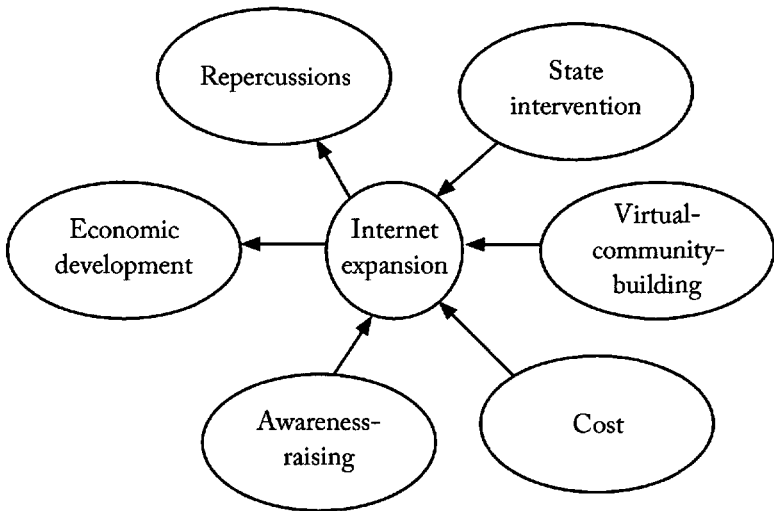 Repercussions
State
intervention
Economic
development
Internet
expansion
Virtual-
community-
building
Awareness-
raising
Cost